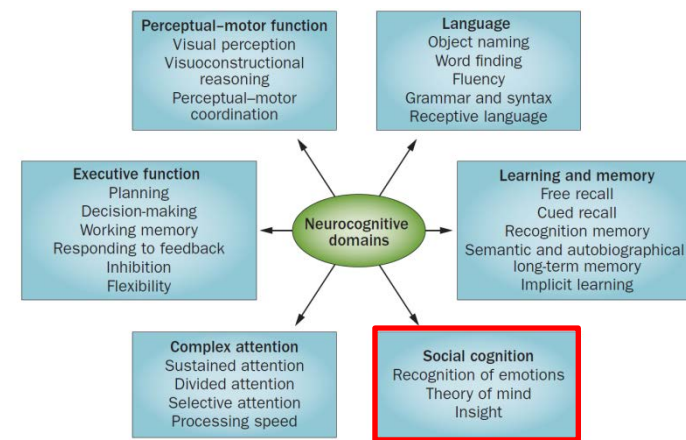 Perceptual–motor function
Visual perception
Visuoconstructional
reasoning
Perceptual–motor
coordination
Language
Object naming
Word finding
Fluency
Grammar and syntax
Receptive language
Executive function
Planning
Decision-making
Working memory
Responding to feedback
Inhibition
Flexibility
Neurocognitive
domains
Learning and memory
Free recall
Cued recall
Recognition memory
Semantic and autobiographical
long-term memory
Implicit learning
Complex attention
Sustained attention
Divided attention
Selective attention
Processing speed
Social cognition
Recognition of emotions
Theory of mind
Insight